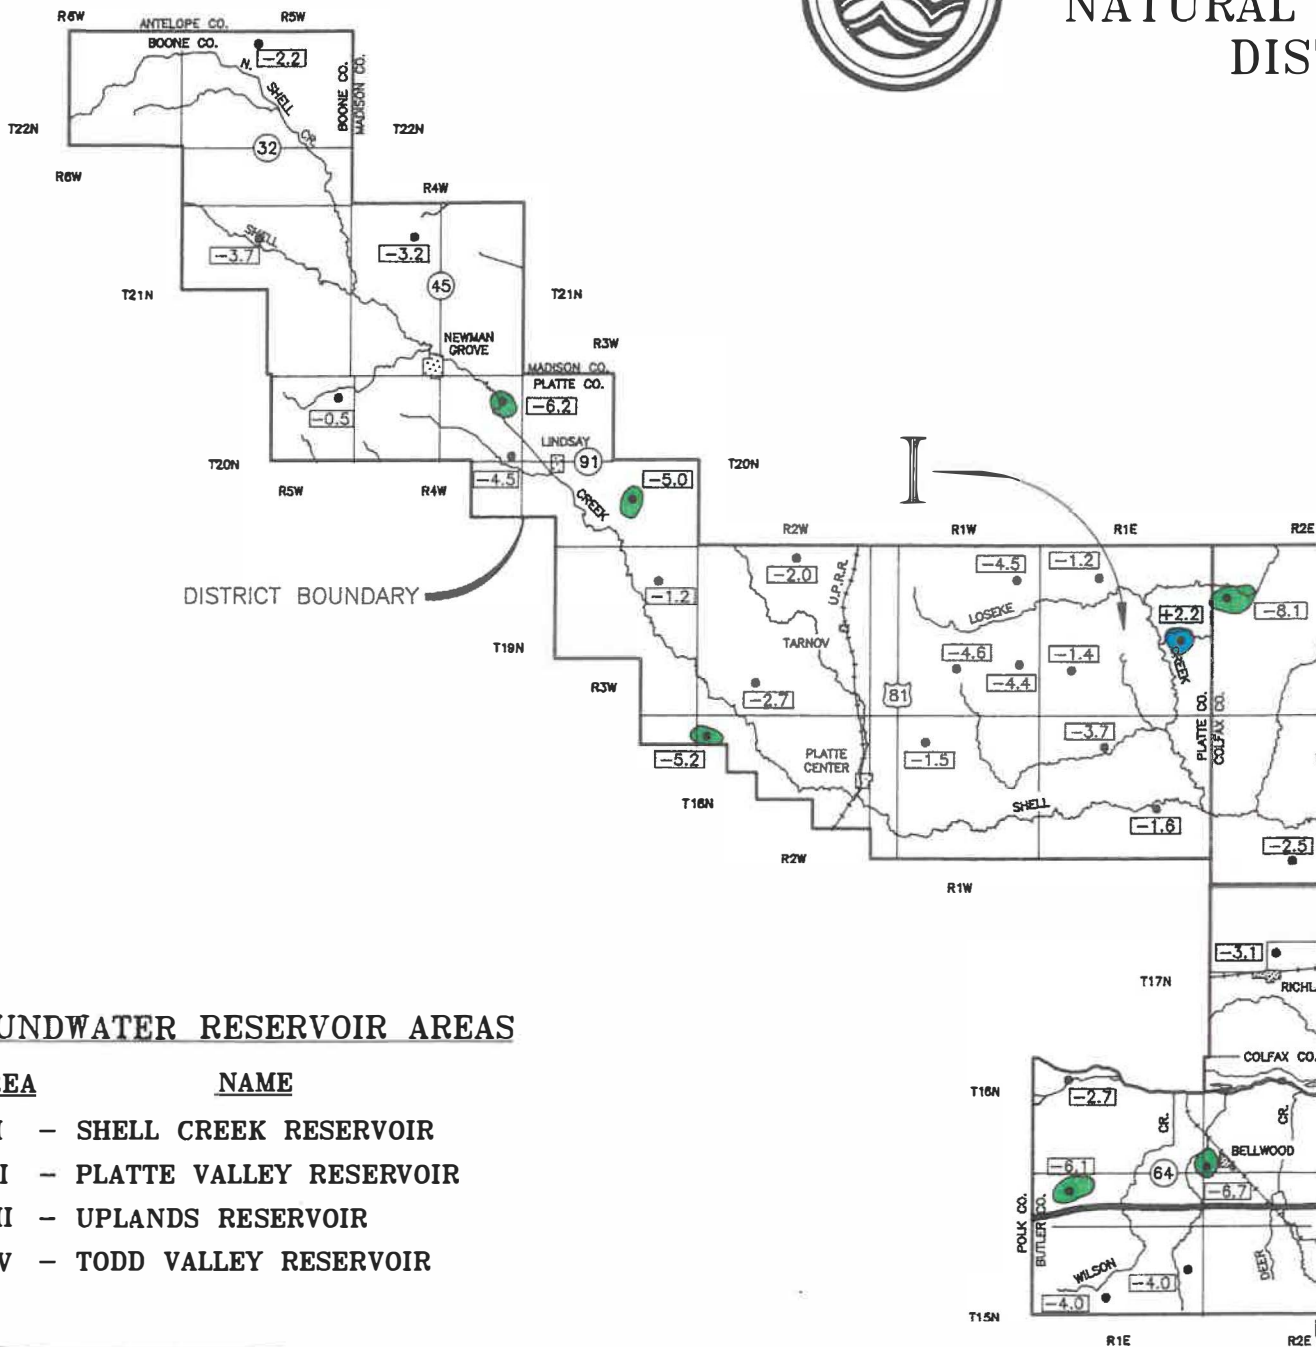 NATURAL
DIS
R6W
R5W
ANTELOPE CO.
BOONE CO.
-2.2
N.
SHELL
CR.
BOONE CO.
MADISON CO.
T22N
T22N
32
R6W
R4W
SHELL
-3.7
-3.2
45
T21N
T21N
NEWMAN
GROVE
R3W
MADISON CO.
PLATTE CO.
-6.2
-0.5
LINDSAY
91
T20N
-4.5
-5.0
T20N
R5W
R4W
CREEK
I
R2W
R1W
R1E
R2E
DISTRICT BOUNDARY
-2.0
U.P.R.R.
-4.5
-1.2
-1.2
LOSEKE
+2.2
-8.1
TARNOV
T19N
-4.6
-4.4
-1.4
CREEK
R3W
-2.7
81
PLATTE CO.
COLFAX CO.
-5.2
PLATTE
CENTER
-1.5
-3.7
T18N
SHELL
-1.6
-2.5
R2W
R1W
-3.1
T17N
RICHL
UNDWATER RESERVOIR AREAS
EA
NAME
I - SHELL CREEK RESERVOIR
I - PLATTE VALLEY RESERVOIR
II - UPLANDS RESERVOIR
V - TODD VALLEY RESERVOIR
COLFAX CO.
T16N
-2.7
CR.
CR.
BELLWOOD
-6.1
64
-6.7
POLK CO.
BUTLER CO.
WILSON
-4.0
DEER
-4.0
T15N
R1E
R2E